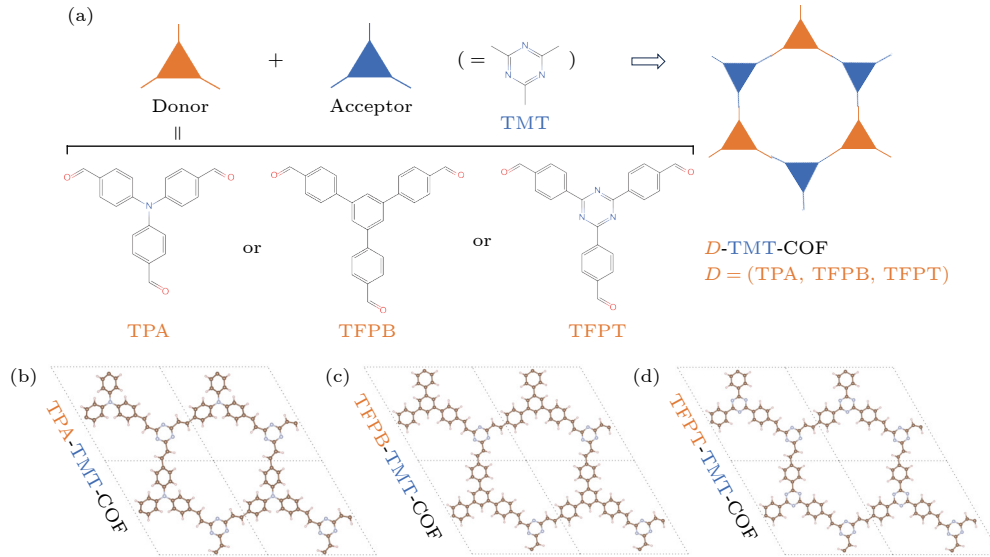 (a)
+
( =
)
N
N
N
Donor
Acceptor
TMT
=
O
O
N
O
or
O
O
O
or
O
O
N
N
N
O
TPA
TFPB
TFPT
D-TMT-COF
D = (TPA, TFPB, TFPT)
(b)
TPA-TMT-COF
(c)
TFPB-TMT-COF
(d)
TFPT-TMT-COF